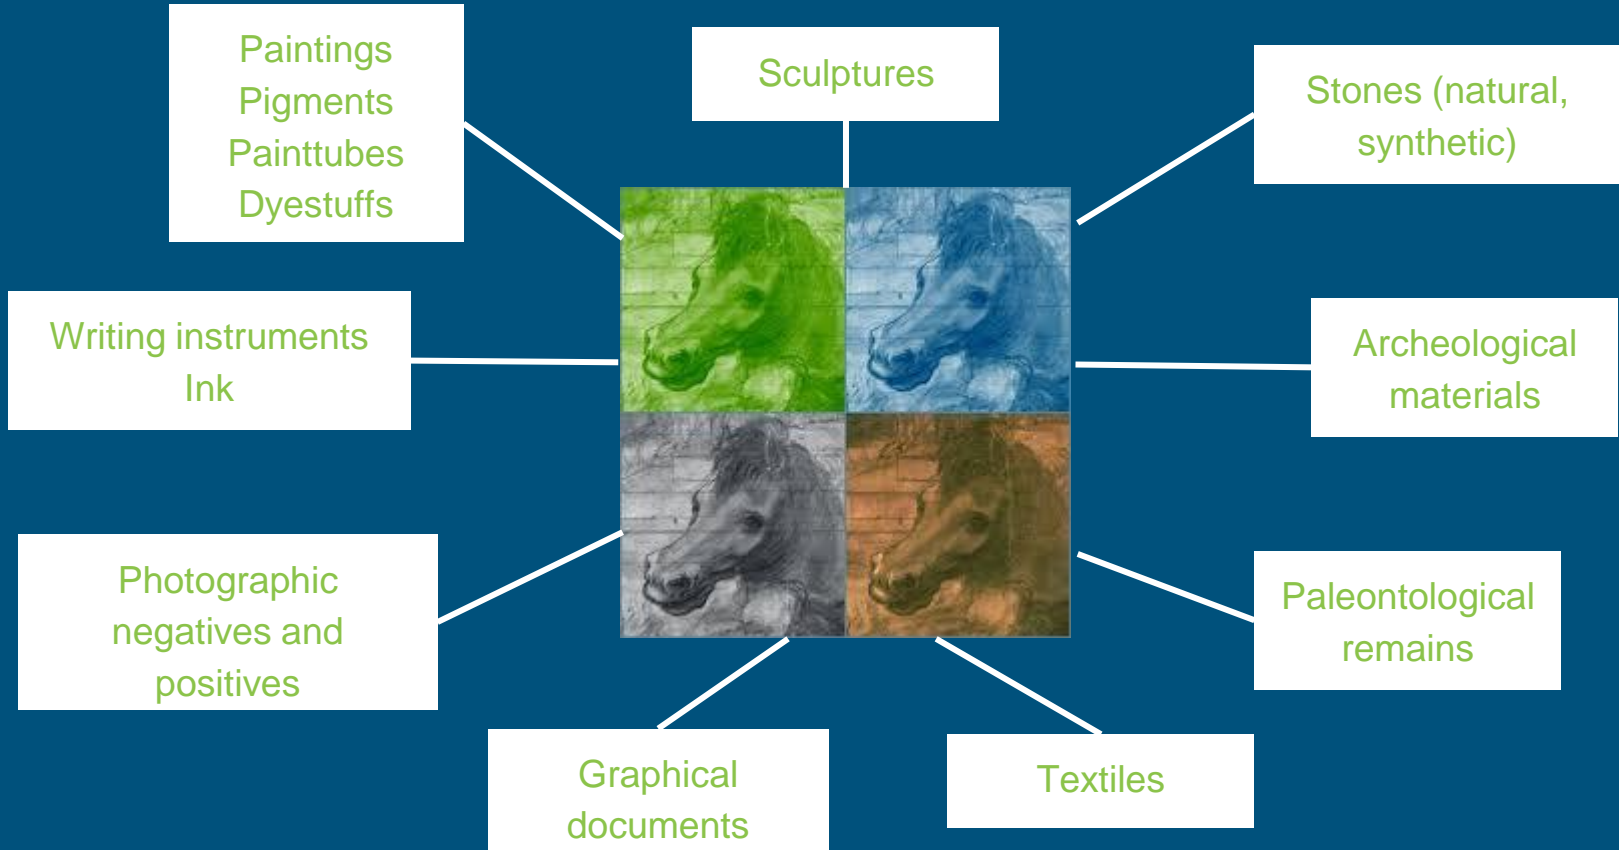 Paintings
Pigments
Painttubes
Dyestuffs
Sculptures
Stones (natural,
synthetic)
Writing instruments
Ink
Archeological
materials
Photographic
negatives and
positives
Paleontological
remains
Graphical
documents
Textiles